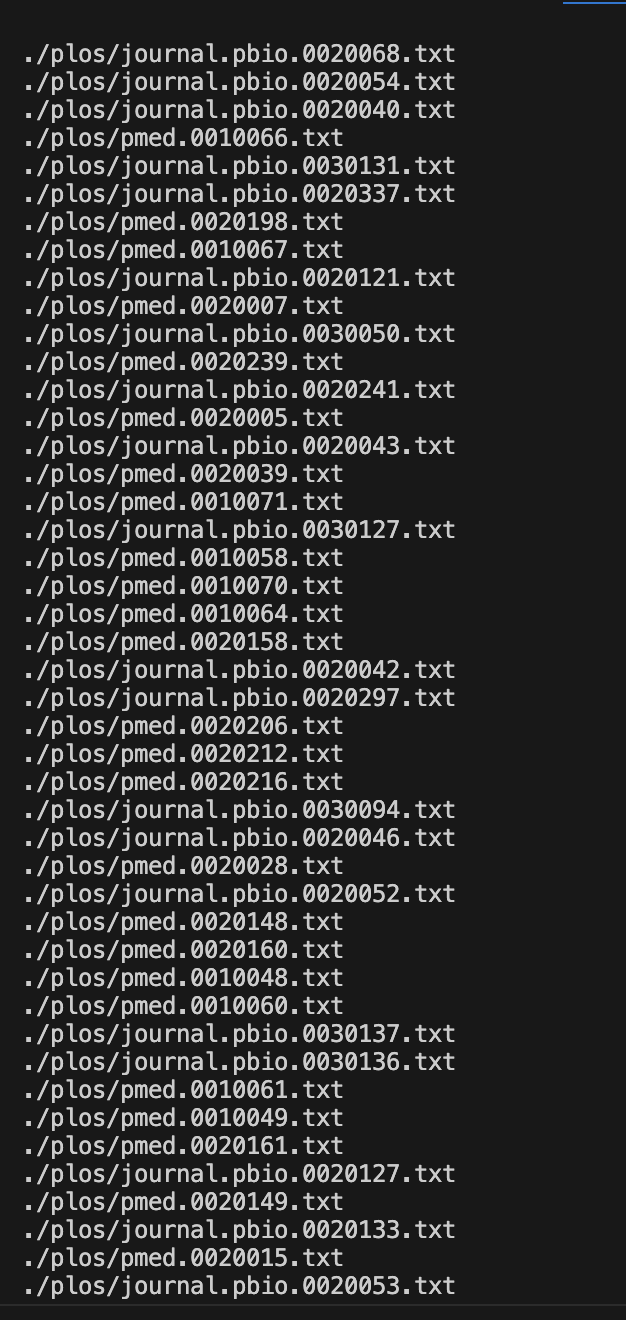 ./plos/journal.pbio.0020068.txt
./plos/journal.pbio.0020054.txt
./plos/journal.pbio.0020040.txt
./plos/pmed.0010066.txt
./plos/journal.pbio.0030131.txt
./plos/journal.pbio.0020337.txt
./plos/pmed.0020198.txt
./plos/pmed.0010067.txt
./plos/journal.pbio.0020121.txt
./plos/pmed.0020007.txt
./plos/journal.pbio.0030050.txt
./plos/pmed.0020239.txt
./plos/journal.pbio.0020241.txt
./plos/pmed.0020005.txt
./plos/journal.pbio.0020043.txt
./plos/pmed.0020039.txt
./plos/pmed.0010071.txt
./plos/journal.pbio.0030127.txt
./plos/pmed.0010058.txt
./plos/pmed.0010070.txt
./plos/pmed.0010064.txt
./plos/pmed.0020158.txt
./plos/journal.pbio.0020042.txt
./plos/journal.pbio.0020297.txt
./plos/pmed.0020206.txt
./plos/pmed.0020212.txt
./plos/pmed.0020216.txt
./plos/journal.pbio.0030094.txt
./plos/journal.pbio.0020046.txt
./plos/pmed.0020028.txt
./plos/journal.pbio.0020052.txt
./plos/pmed.0020148.txt
./plos/pmed.0020160.txt
./plos/pmed.0010048.txt
./plos/pmed.0010060.txt
./plos/journal.pbio.0030137.txt
./plos/journal.pbio.0030136.txt
./plos/pmed.0010061.txt
./plos/pmed.0010049.txt
./plos/pmed.0020161.txt
./plos/journal.pbio.0020127.txt
./plos/pmed.0020149.txt
./plos/journal.pbio.0020133.txt
./plos/pmed.0020015.txt
./plos/journal.pbio.0020053.txt